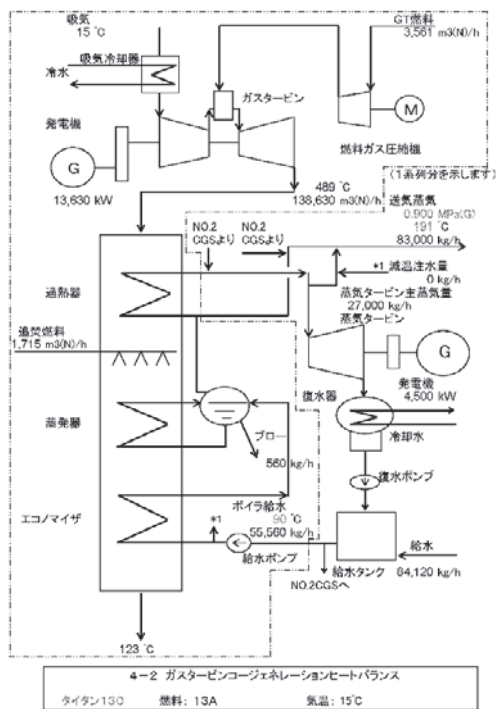 吸気
15℃
GT燃料
3,561 m3(N)/h
吸気冷却器
冷水
ガスタービン
M
発電機
燃料ガス圧縮機
G
13,630 kW
(1系列分を示します)
489 ℃
138,630 m3(N)/h
送気蒸気
0.900 MPa(G)
191 ℃
83,000 kg/h
NO.2
CGSより
NO.2
CGSより
*1 減温注水量
0 kg/h
過熱器
蒸気タービン主蒸気量
27,000 kg/h
蒸気タービン
追焚燃料
1,715 m3(N)/h
G
発電機
4,500 kW
復水器
蒸発器
冷却水
ブロー
560 kg/h
復水ポンプ
ボイラ給水
90 ℃
55,560 kg/h
エコノマイザ
*1
給水ポンプ
給水
給水タンク
84,120 kg/h
NO.2CGSへ
123 ℃
4－2 ガスタービンコージェネレーションヒートバランス
タイタン130 燃料: 13A 気温: 15℃